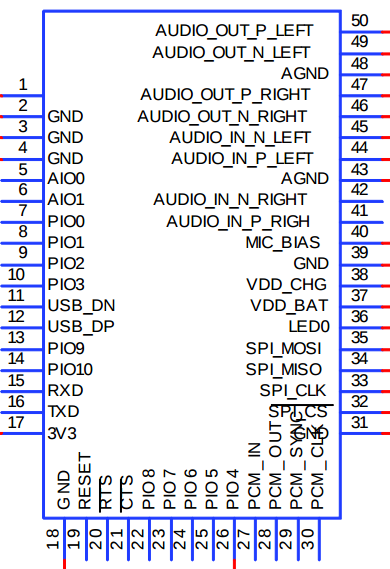 50
AUDIO_OUT_P_LEFT
49
AUDIO_OUT_N_LEFT
48
AGND
1
47
AUDIO_OUT_P_RIGHT
2
46
GND
AUDIO_OUT_N_RIGHT
3
45
GND
AUDIO_IN_N_LEFT
4
44
GND
AUDIO_IN_P_LEFT
5
43
AIO0
AGND
6
42
AIO1
AUDIO_IN_N_RIGHT
7
41
PIO0
AUDIO_IN_P_RIGH
8
40
PIO1
MIC_BIAS
9
39
PIO2
GND
10
38
PIO3
VDD_CHG
11
37
USB_DN
VDD_BAT
12
36
USB_DP
LED0
13
35
PIO9
SPI_MOSI
14
34
PIO10
SPI_MISO
15
33
RXD
SPI_CLK
16
32
TXD
SPI_CS
17
31
3V3
GND
GND
RESET
RTS
CTS
PIO8
PIO7
PIO6
PIO5
PIO4
PCM_IN
PCM_OUT
PCM_SYNC
PCM_CLK
18
19
20
21
22
23
24
25
26
27
28
29
30